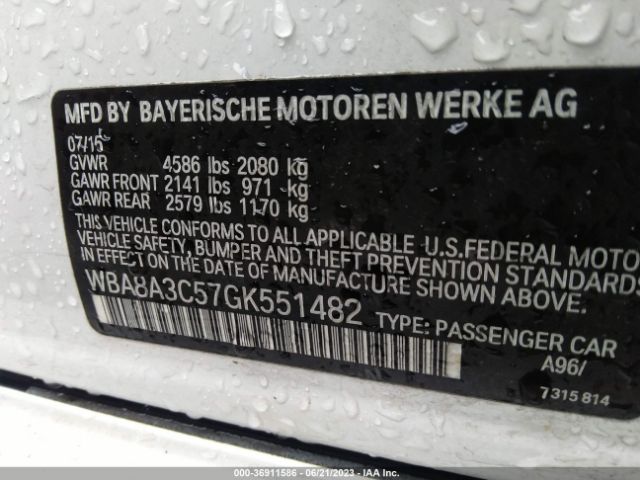 MFD BY BAYERISCHE MOTOREN WERKE AG
07/15
GVWR 4586 lbs 2080 kg
GAWR FRONT 2141 lbs 971 kg
GAWR REAR 2579 lbs 1170 kg
THIS VEHICLE CONFORMS TO ALL APPLICABLE U.S.FEDERAL MOTO
VEHICLE SAFETY, BUMPER AND THEFT PREVENTION STANDARDS
IN EFFECT ON THE DATE OF MANUFACTURE SHOWN ABOVE.
WBA8A3C57GK551482 TYPE: PASSENGER CAR
A96/
7315814
000-36911586 - 06/21/2023 - IAA Inc.